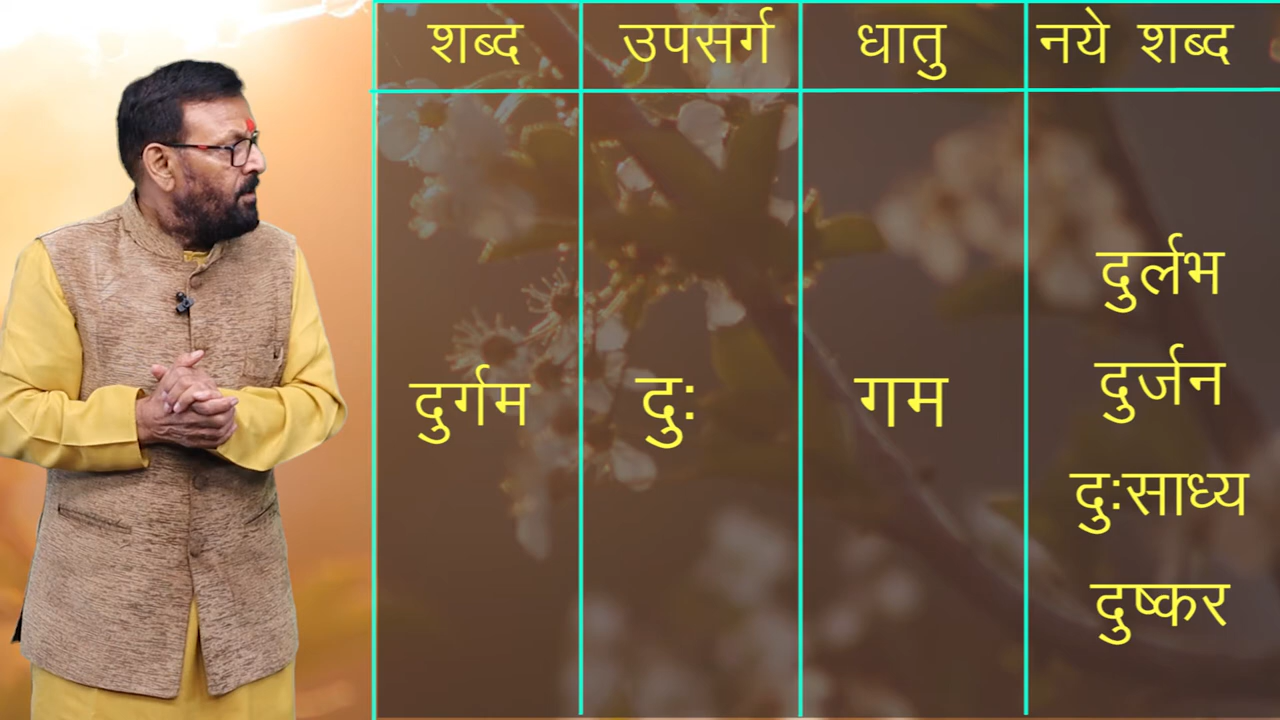 शब्द उपसर्ग धातु नये शब्द
दुर्लभ
दुर्गम दुः गम दुर्जन
दुःसाध्य
दुष्कर